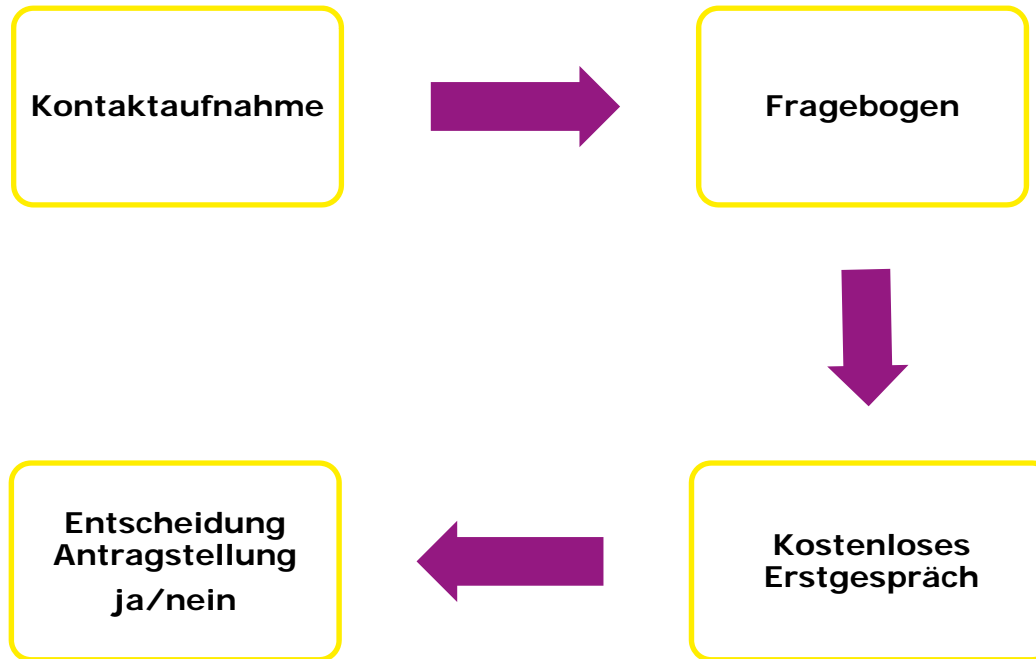 Kontaktaufnahme
Fragebogen
Kostenloses
Erstgespräch
Entscheidung
Antragstellung
ja/nein